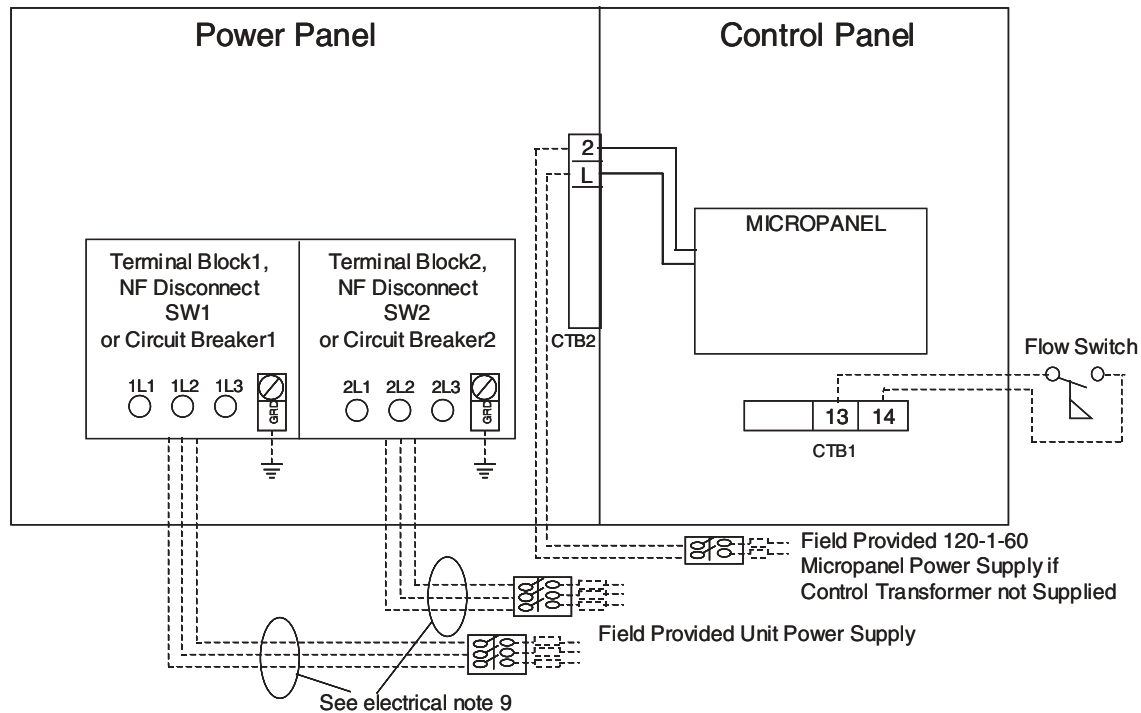 Power Panel
Control Panel
2
L
MICROPANEL
Terminal Block1,
NF Disconnect
SW1
or Circuit Breaker1
Terminal Block2,
NF Disconnect
SW2
or Circuit Breaker2
CTB2
Flow Switch
1L1 1L2 1L3
GRD
2L1 2L2 2L3
GRD
13 14
CTB1
Field Provided 120-1-60
Micropanel Power Supply if
Control Transformer not Supplied
Field Provided Unit Power Supply
See electrical note 9